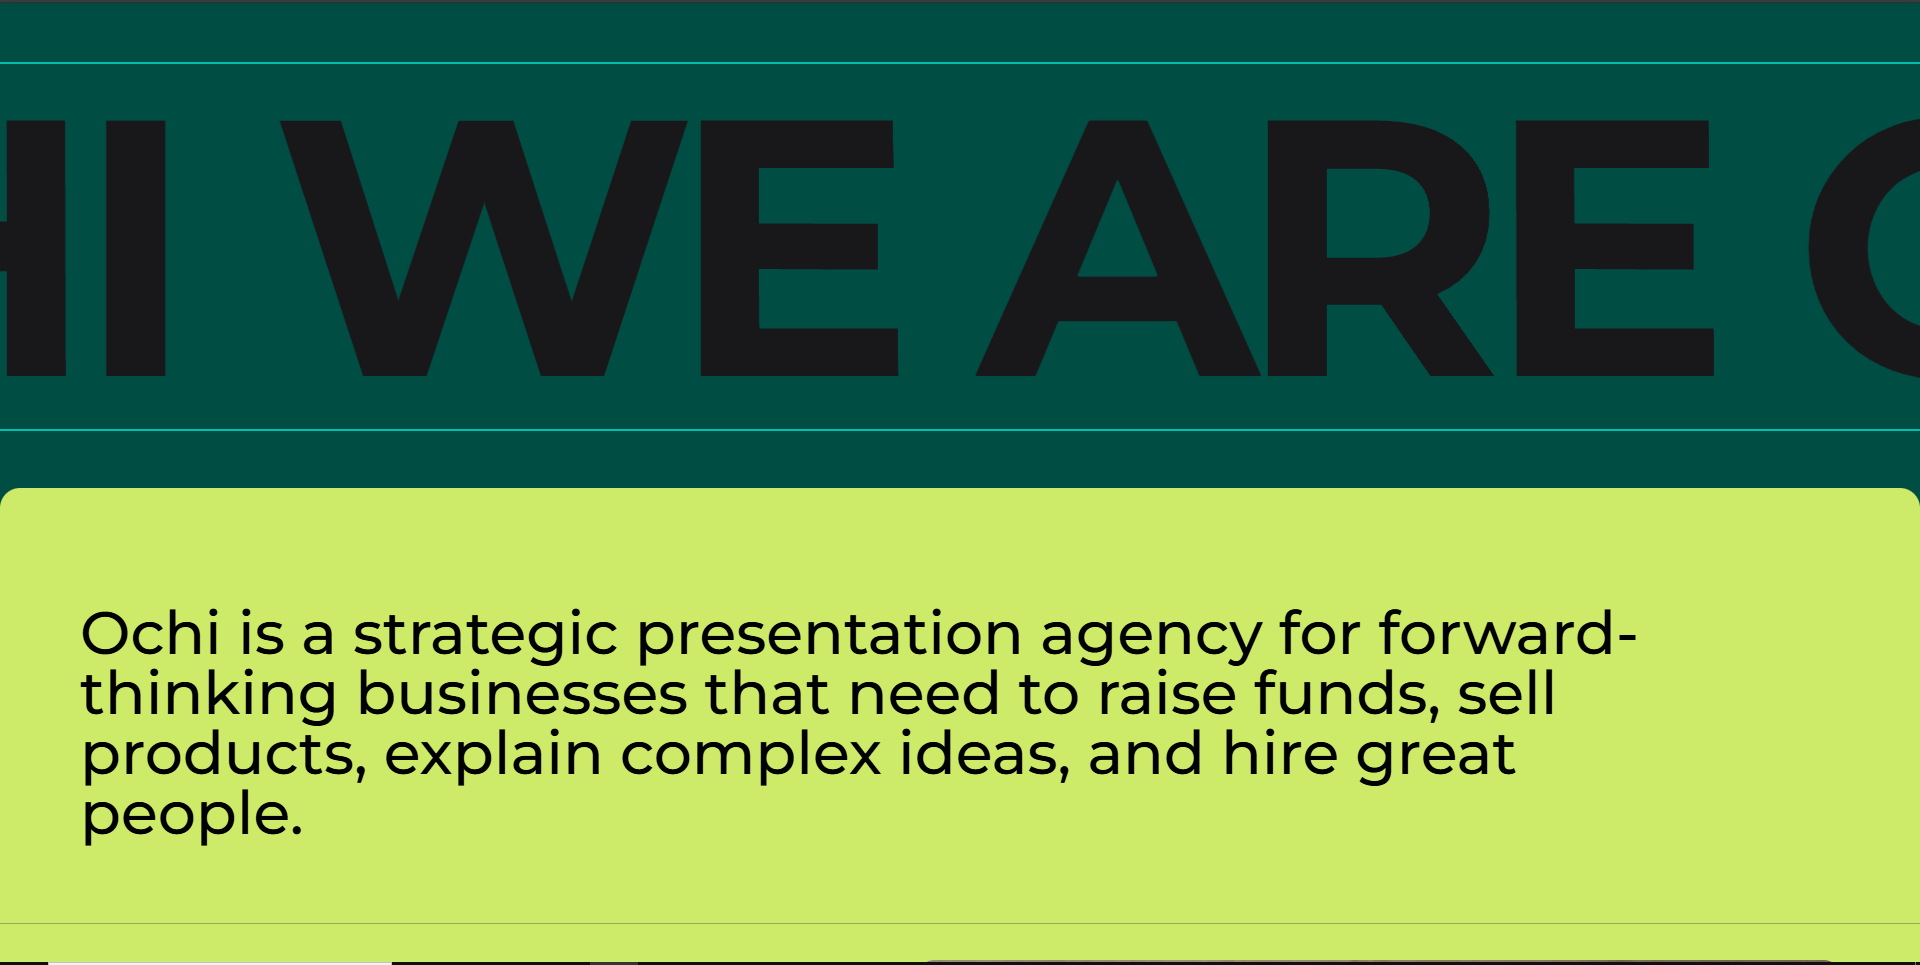 HI WE ARE O
Ochi is a strategic presentation agency for forward-
thinking businesses that need to raise funds, sell
products, explain complex ideas, and hire great
people.